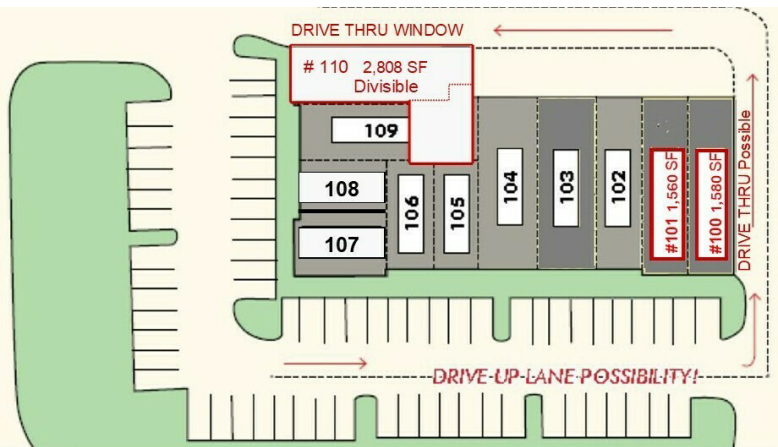 DRIVE THRU WINDOW
# 110 2,808 SF
Divisible
109
108
107
106
105
104
103
102
#101 1,560 SF
#100 1,580 SF
DRIVE THRU Possible
DRIVE-UP-LANE POSSIBILITY!